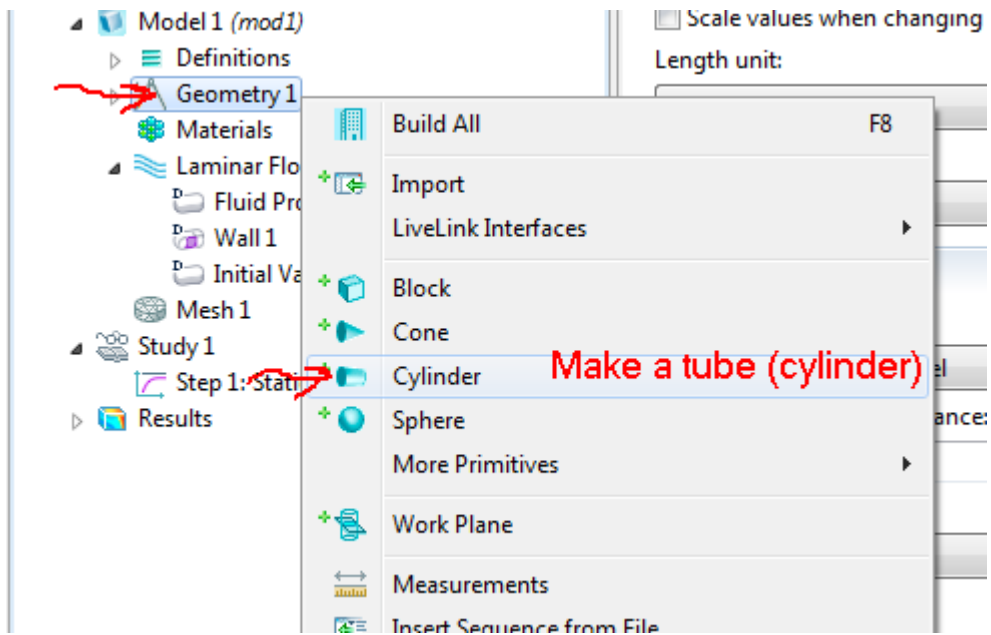 Model 1 (mod1)
Definitions
Geometry 1
Materials
Laminar Flo
Fluid Pro
Wall 1
Initial Va
Mesh 1
Study 1
Step 1: Stati
Results
Scale values when changing
Length unit:
Build All F8
Import
LiveLink Interfaces
Block
Cone
Cylinder
Make a tube (cylinder)
Sphere
More Primitives
Work Plane
Measurements
Insert Sequence from File
el
ance: